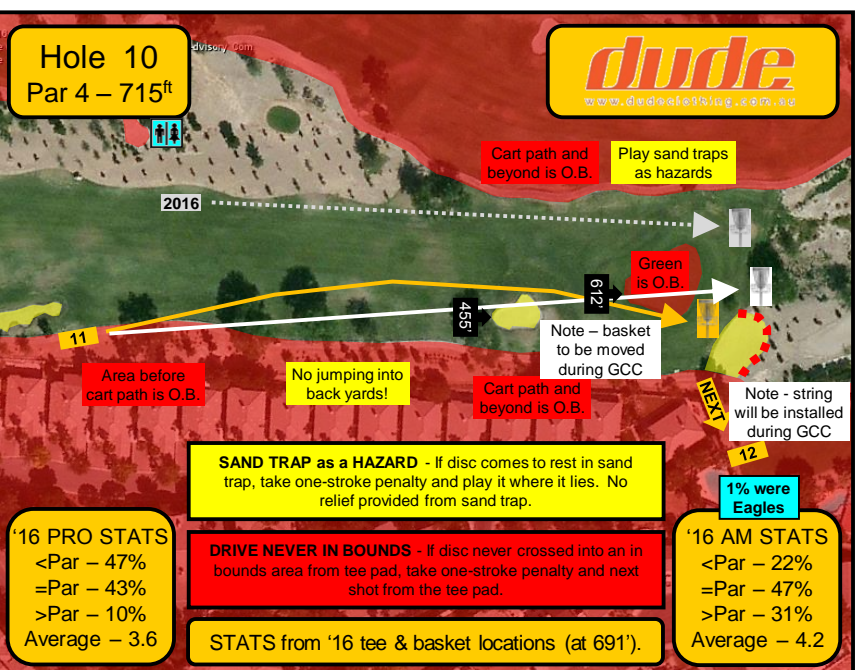 advisory Com.
Hole 10
Par 4 – 715ft
dude
www.dudeclothing.com.au
Cart path and
beyond is O.B.
Play sand traps
as hazards
2016
Green
is O.B.
612'
455'
11
Note – basket
to be moved
during GCC
Area before
cart path is O.B.
No jumping into
back yards!
Cart path and
beyond is O.B.
NEXT
Note - string
will be installed
during GCC
12
SAND TRAP as a HAZARD - If disc comes to rest in sand
trap, take one-stroke penalty and play it where it lies. No
relief provided from sand trap.
1% were
Eagles
'16 PRO STATS
<Par – 47%
=Par – 43%
>Par – 10%
Average – 3.6
DRIVE NEVER IN BOUNDS - If disc never crossed into an in
bounds area from tee pad, take one-stroke penalty and next
shot from the tee pad.
'16 AM STATS
<Par – 22%
=Par – 47%
>Par – 31%
Average – 4.2
STATS from '16 tee & basket locations (at 691').